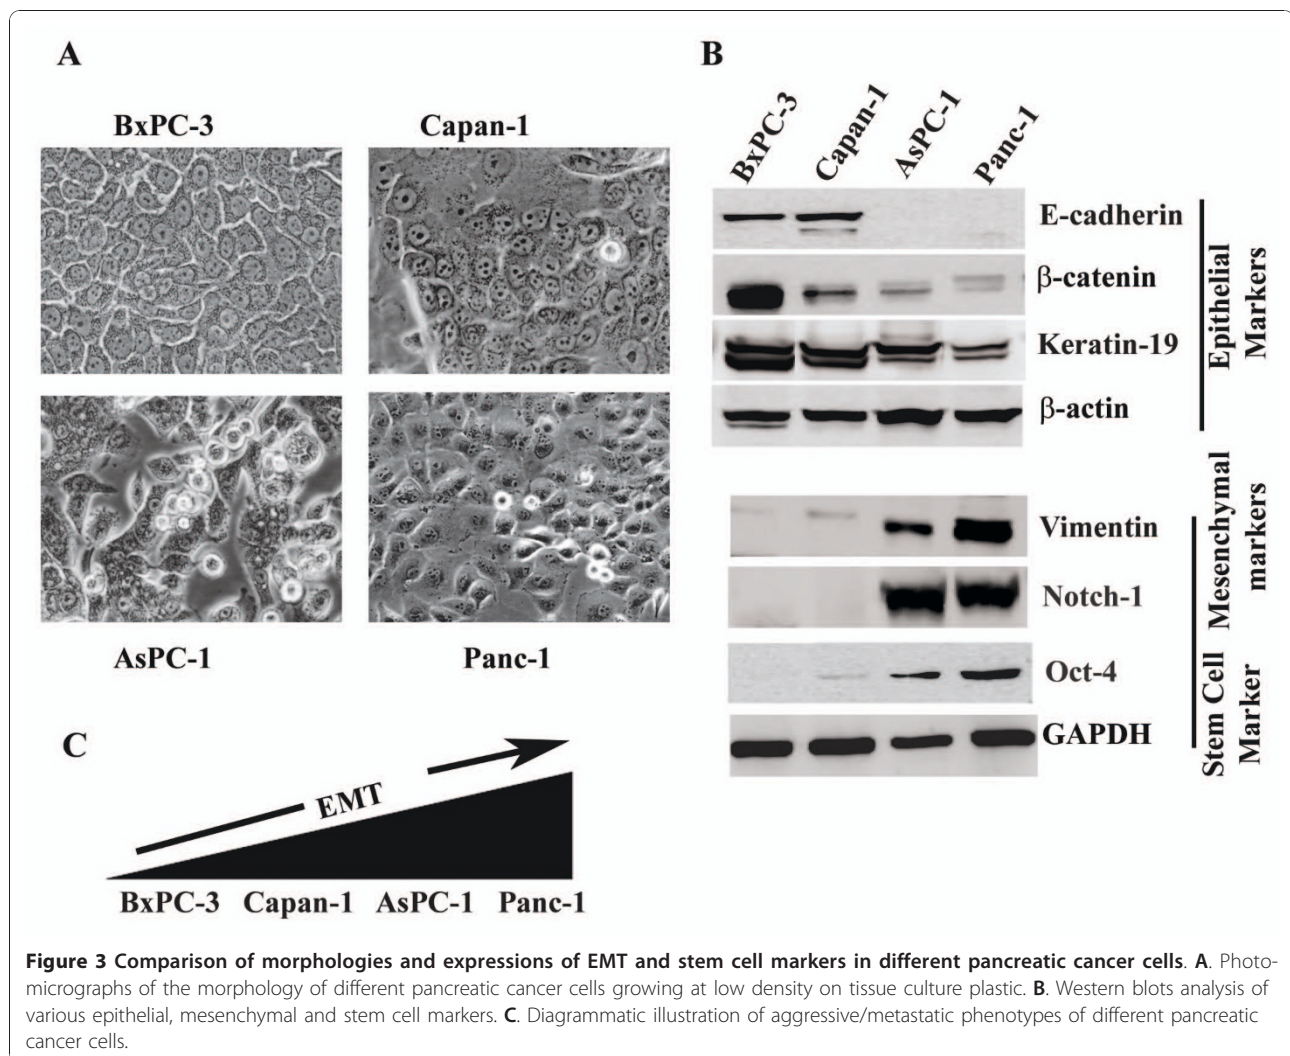 A
BxPC-3
Capan-1
AsPC-1
Panc-1
B
BxPC-3
Capan-1
AsPC-1
Panc-1
E-cadherin
β-catenin
Keratin-19
β-actin
Epithelial
Markers
Vimentin
Notch-1
Mesenchymal
markers
Oct-4
GAPDH
Stem Cell
Marker
C
EMT
BxPC-3 Capan-1 AsPC-1 Panc-1
Figure 3 Comparison of morphologies and expressions of EMT and stem cell markers in different pancreatic cancer cells. A. Photo-
micrographs of the morphology of different pancreatic cancer cells growing at low density on tissue culture plastic. B. Western blots analysis of
various epithelial, mesenchymal and stem cell markers. C. Diagrammatic illustration of aggressive/metastatic phenotypes of different pancreatic
cancer cells.